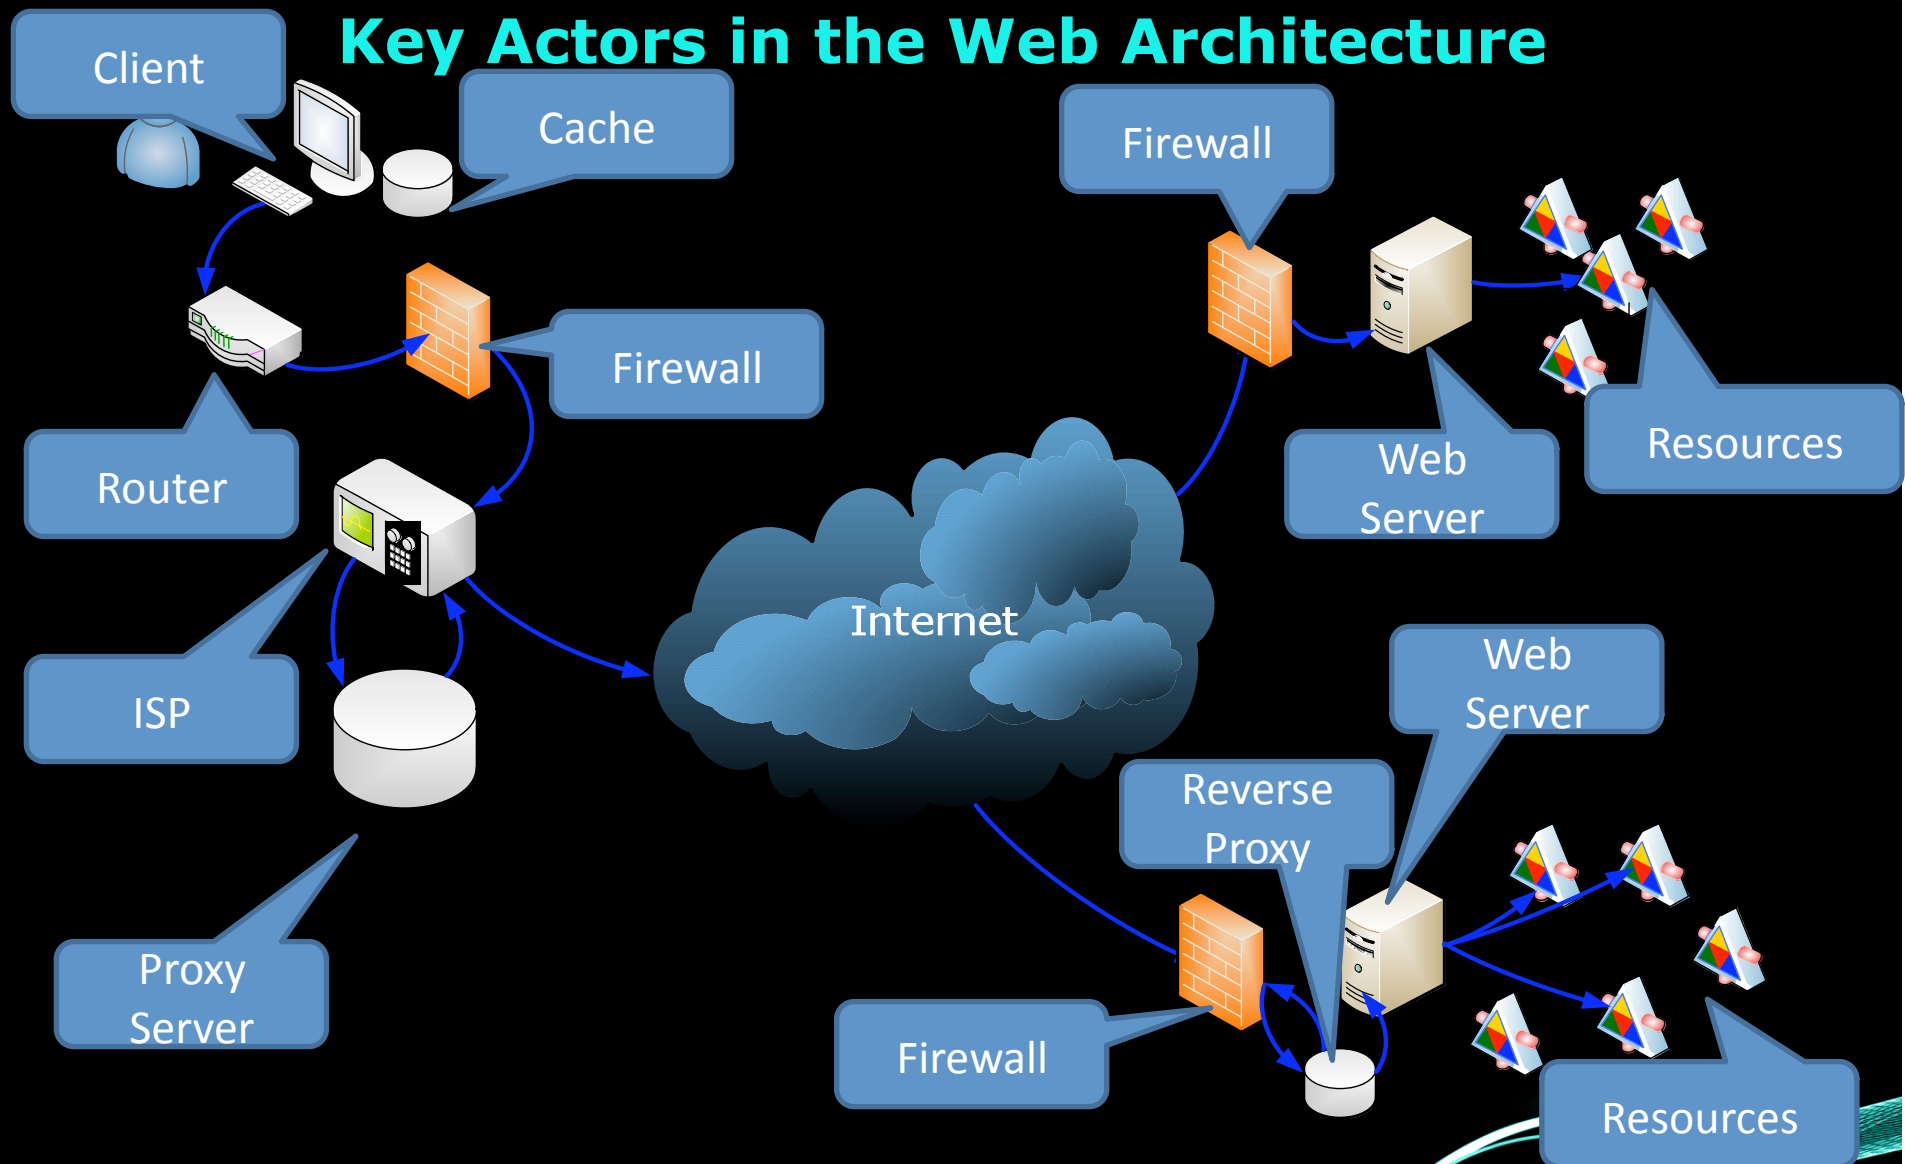 Key Actors in the Web Architecture
Client
Cache
Firewall
Firewall
Router
Web
Server
Resources
Internet
ISP
Web
Server
Reverse
Proxy
Proxy
Server
Firewall
Resources